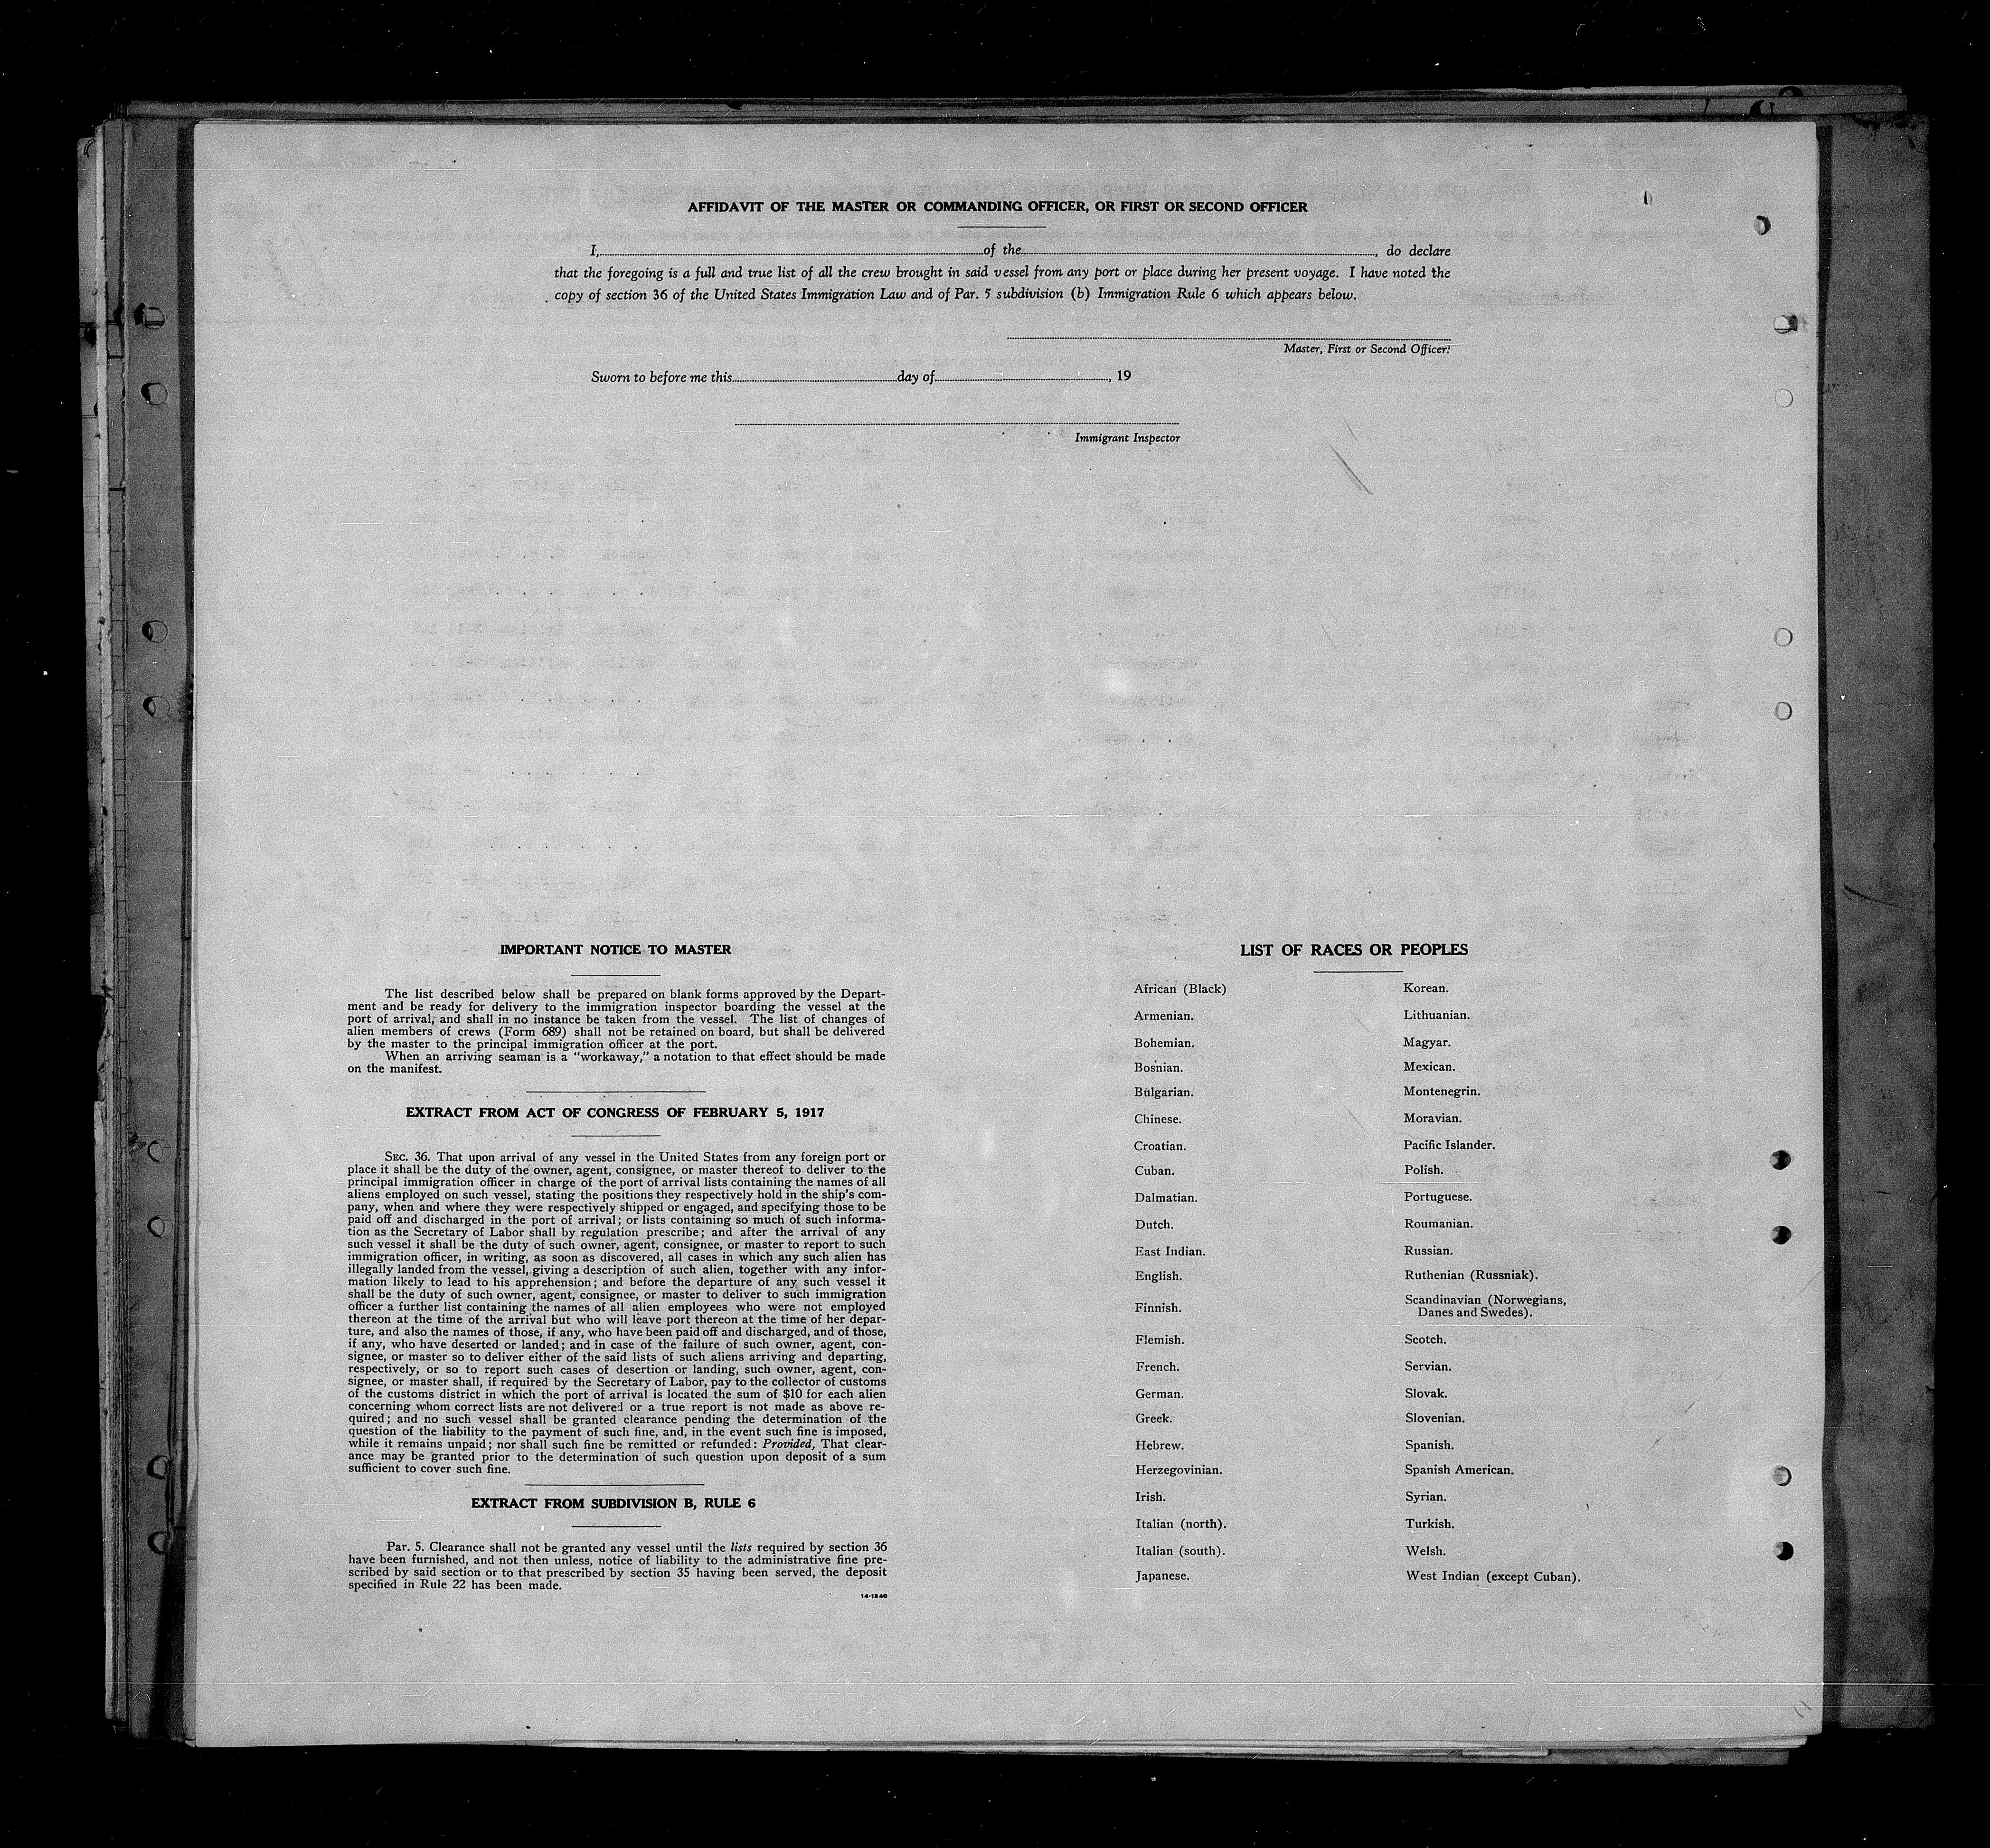 AFFIDAVIT OF THE MASTER OR COMMANDING OFFICER, OR FIRST OR SECOND OFFICER
I, of the , do declare
that the foregoing is a full and true list of all the crew brought in said vessel from any port or place during her present voyage. I have noted the
copy of section 36 of the United States Immigration Law and of Par. 5 subdivision (b) Immigration Rule 6 which appears below.
Master, First or Second Officer.
Sworn to before me this day of , 19
Immigrant Inspector
IMPORTANT NOTICE TO MASTER
The list described below shall be prepared on blank forms approved by the Depart-
ment and be ready for delivery to the immigration inspector boarding the vessel at the
port of arrival, and shall in no instance be taken from the vessel. The list of changes of
alien members of crews (Form 689) shall not be retained on board, but shall be delivered
by the master to the principal immigration officer at the port.
When an arriving seaman is a “workaway,” a notation to that effect should be made
on the manifest.
EXTRACT FROM ACT OF CONGRESS OF FEBRUARY 5, 1917
SEC. 36. That upon arrival of any vessel in the United States from any foreign port or
place it shall be the duty of the owner, agent, consignee, or master thereof to deliver to the
principal immigration officer in charge of the port of arrival lists containing the names of all
aliens employed on such vessel, stating the positions they respectively hold in the ship's com-
pany, when and where they were respectively shipped or engaged, and specifying those to be
paid off and discharged in the port of arrival; or lists containing so much of such informa-
tion as the Secretary of Labor shall by regulation prescribe; and after the arrival of any
such vessel it shall be the duty of such owner, agent, consignee, or master to report to such
immigration officer, in writing, as soon as discovered, all cases in which any such alien has
illegally landed from the vessel, giving a description of such alien, together with any infor-
mation likely to lead to his apprehension; and before the departure of any such vessel it
shall be the duty of such owner, agent, consignee, or master to deliver to such immigration
officer a further list containing the names of all alien employees who were not employed
thereon at the time of the arrival but who will leave port thereon at the time of her depar-
ture, and also the names of those, if any, who have been paid off and discharged, and of those,
if any, who have deserted or landed; and in case of the failure of such owner, agent, con-
signee, or master so to deliver either of the said lists of such aliens arriving and departing,
respectively, or so to report such cases of desertion or landing, such owner, agent, con-
signee, or master shall, if required by the Secretary of Labor, pay to the collector of customs
of the customs district in which the port of arrival is located the sum of $10 for each alien
concerning whom correct lists are not delivered or a true report is not made as above re-
quired; and no such vessel shall be granted clearance pending the determination of the
question of the liability to the payment of such fine, and, in the event such fine is imposed,
while it remains unpaid; nor shall such fine be remitted or refunded: Provided, That clear-
ance may be granted prior to the determination of such question upon deposit of a sum
sufficient to cover such fine.
EXTRACT FROM SUBDIVISION B, RULE 6
Par. 5. Clearance shall not be granted any vessel until the lists required by section 36
have been furnished, and not then unless, notice of liability to the administrative fine pre-
scribed by said section or to that prescribed by section 35 having been served, the deposit
specified in Rule 22 has been made.
14-1240
LIST OF RACES OR PEOPLES
African (Black)
Armenian.
Bohemian.
Bosnian.
Bulgarian.
Chinese.
Croatian.
Cuban.
Dalmatian.
Dutch.
East Indian.
English.
Finnish.
Flemish.
French.
German.
Greek.
Hebrew.
Herzegovinian.
Irish.
Italian (north).
Italian (south).
Japanese.
Korean.
Lithuanian.
Magyar.
Mexican.
Montenegrin.
Moravian.
Pacific Islander.
Polish.
Portuguese.
Roumanian.
Russian.
Ruthenian (Russniak).
Scandinavian (Norwegians,
Danes and Swedes).
Scotch.
Servian.
Slovak.
Slovenian.
Spanish.
Spanish American.
Syrian.
Turkish.
Welsh.
West Indian (except Cuban).